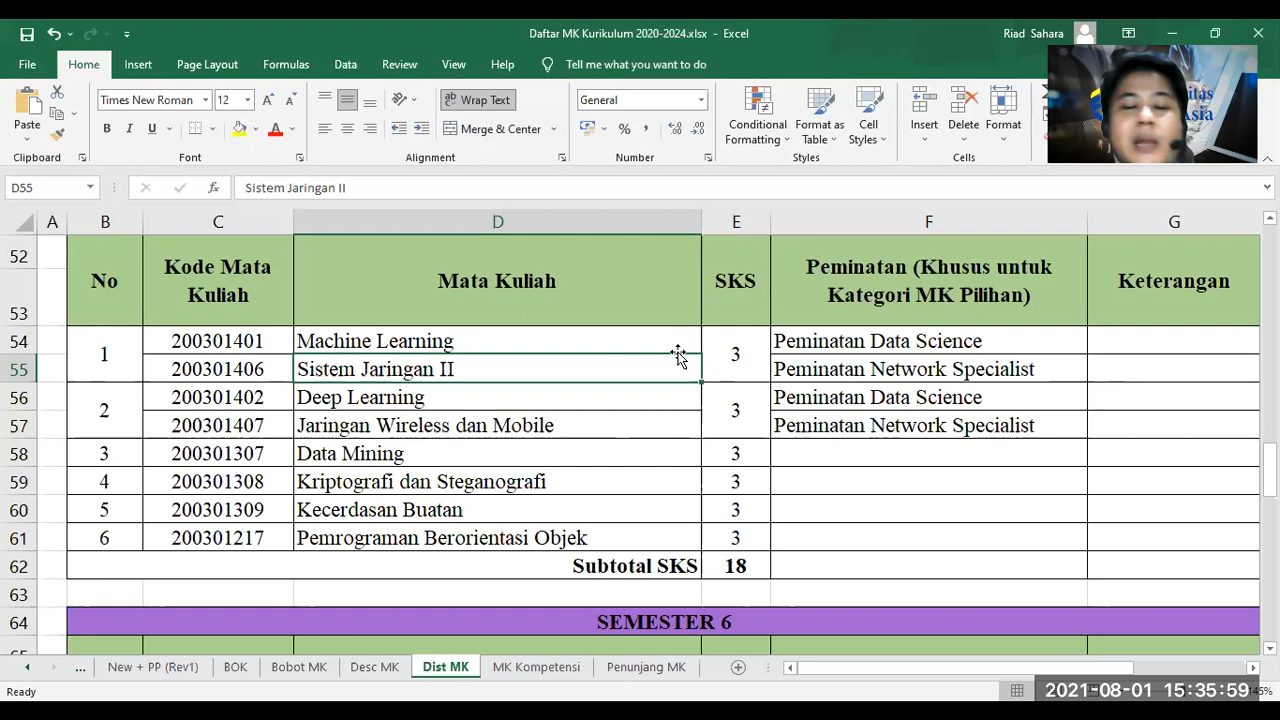 Daftar MK Kurikulum 2020-2024.xlsx - Excel
Riad Sahara
File Home Insert Page Layout Formulas Data Review View Help Tell me what you want to do
Paste
Times New Roman 12
B I U
Wrap Text
Merge & Center
General
Conditional Formatting
Format as Table
Cell Styles
Insert
Delete
Format
Clipboard Font Alignment Number Styles Cells
D55 fx Sistem Jaringan II
A B C D E F G
52
53
No Kode Mata Kuliah Mata Kuliah SKS Peminatan (Khusus untuk Kategori MK Pilihan) Keterangan
54 1 200301401 Machine Learning 3 Peminatan Data Science
55 200301406 Sistem Jaringan II Peminatan Network Specialist
56 2 200301402 Deep Learning 3 Peminatan Data Science
57 200301407 Jaringan Wireless dan Mobile Peminatan Network Specialist
58 3 200301307 Data Mining 3
59 4 200301308 Kriptografi dan Steganografi 3
60 5 200301309 Kecerdasan Buatan 3
61 6 200301217 Pemrograman Berorientasi Objek 3
62 Subtotal SKS 18
63
64 SEMESTER 6
... New + PP (Rev1) BOK Bobot MK Desc MK Dist MK MK Kompetensi Penunjang MK
Ready
2021-08-01 15:35:59